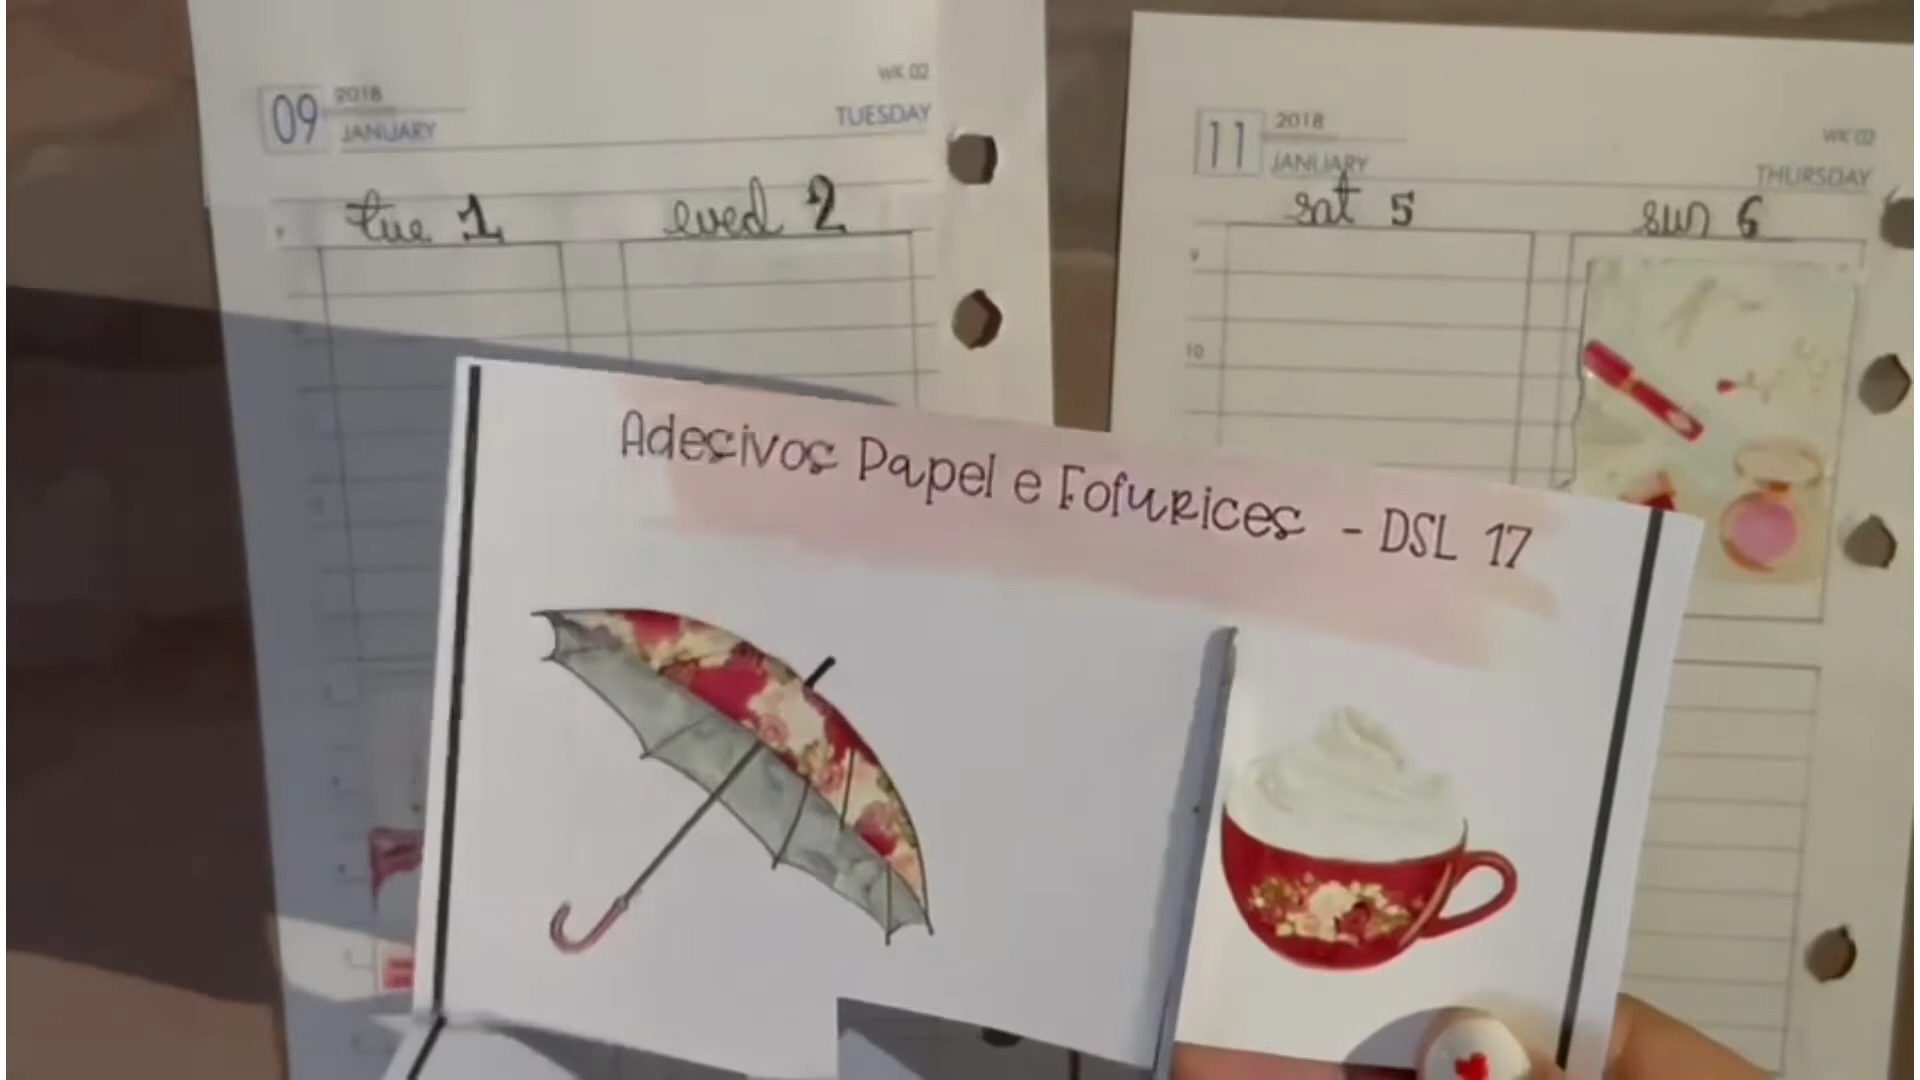 WK 02
09 2018
JANUARY TUESDAY
tue 1 wed 2
11 2018
WK 02
JANUARY THURSDAY
sat 5 sun 6
9
10
Adesivos Papel e Fofurices - DSL 17